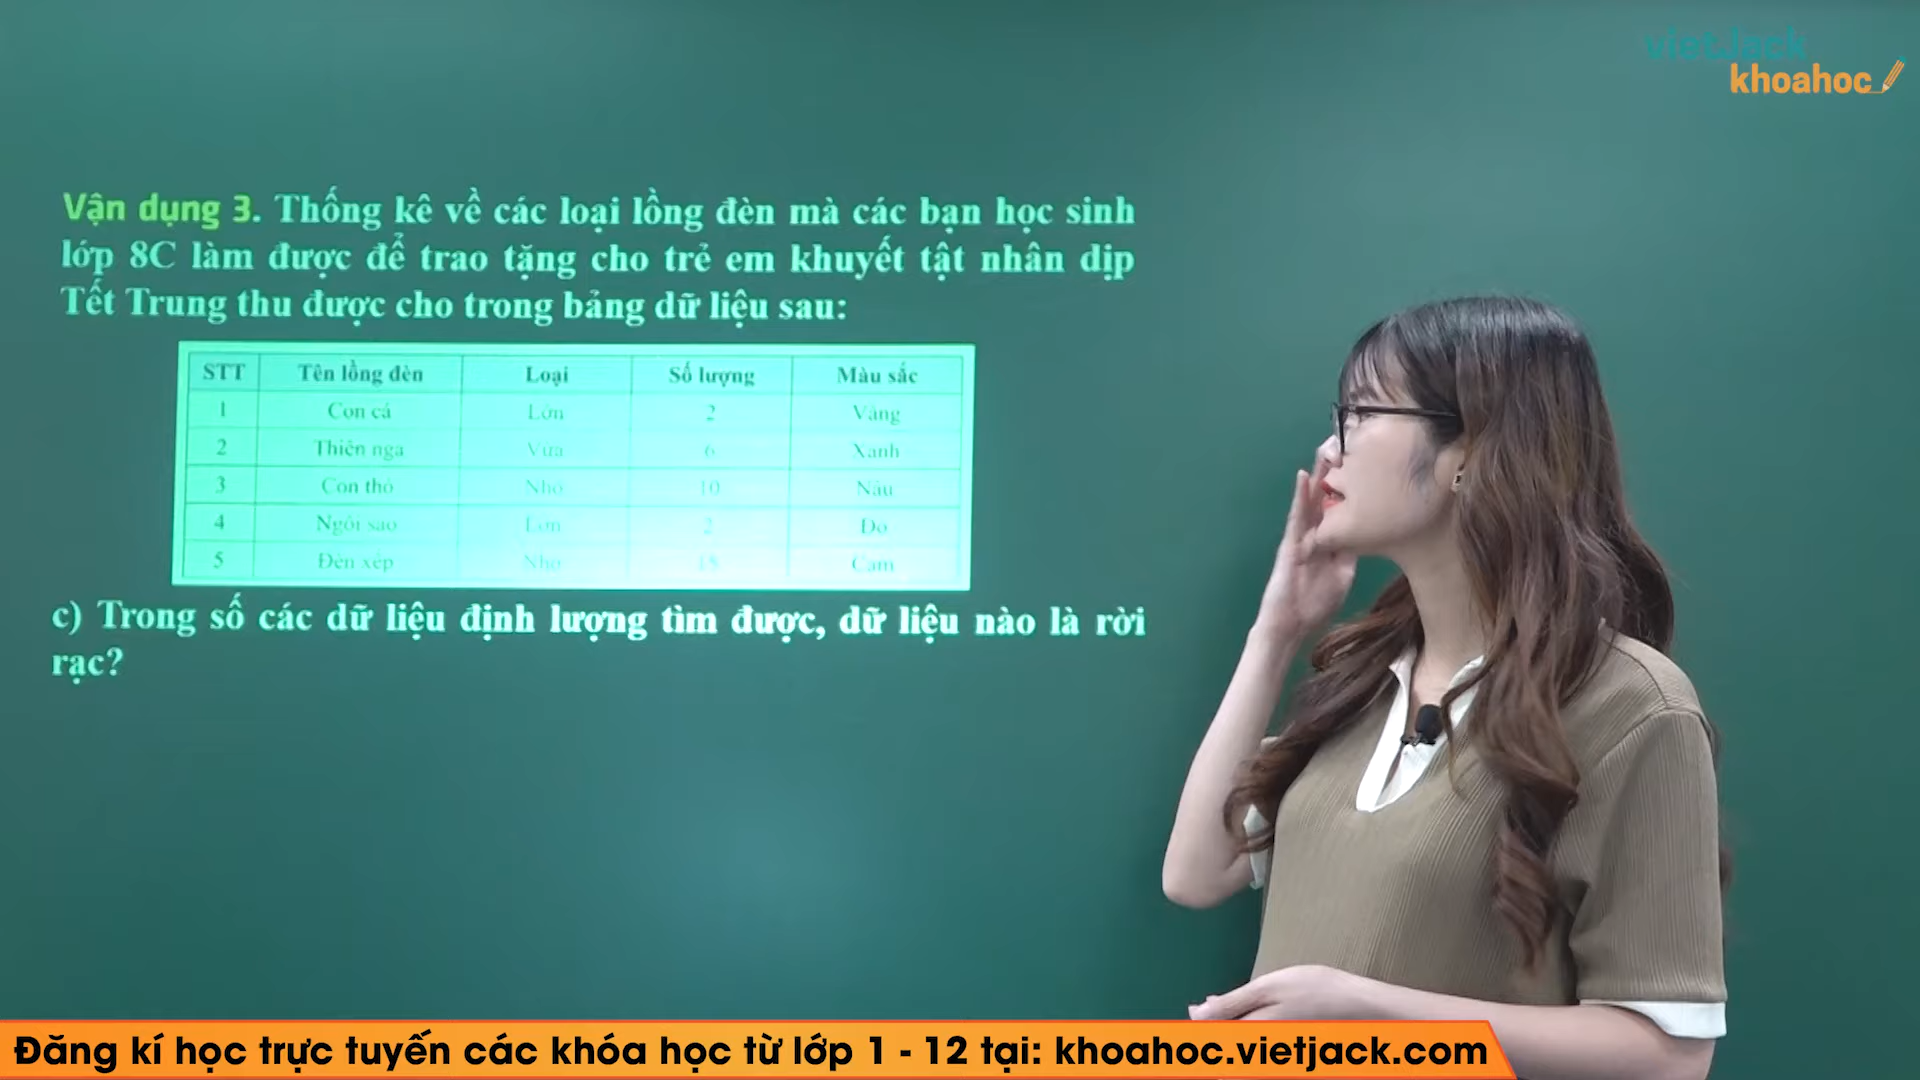 vietJack
khoahoc
Vận dụng 3. Thống kê về các loại lồng đèn mà các bạn học sinh
lớp 8C làm được để trao tặng cho trẻ em khuyết tật nhân dịp
Tết Trung thu được cho trong bảng dữ liệu sau:
STT Tên lồng đèn Loại Số lượng Màu sắc
1 Con cá Lớn 2 Vàng
2 Thiên nga Vừa 6 Xanh
3 Con thỏ Nhỏ 10 Nâu
4 Ngôi sao Lớn 2 Đỏ
5 Đèn xếp Nhỏ 15 Cam
c) Trong số các dữ liệu định lượng tìm được, dữ liệu nào là rời
rạc?
Đăng kí học trực tuyến các khóa học từ lớp 1 - 12 tại: khoahoc.vietjack.com